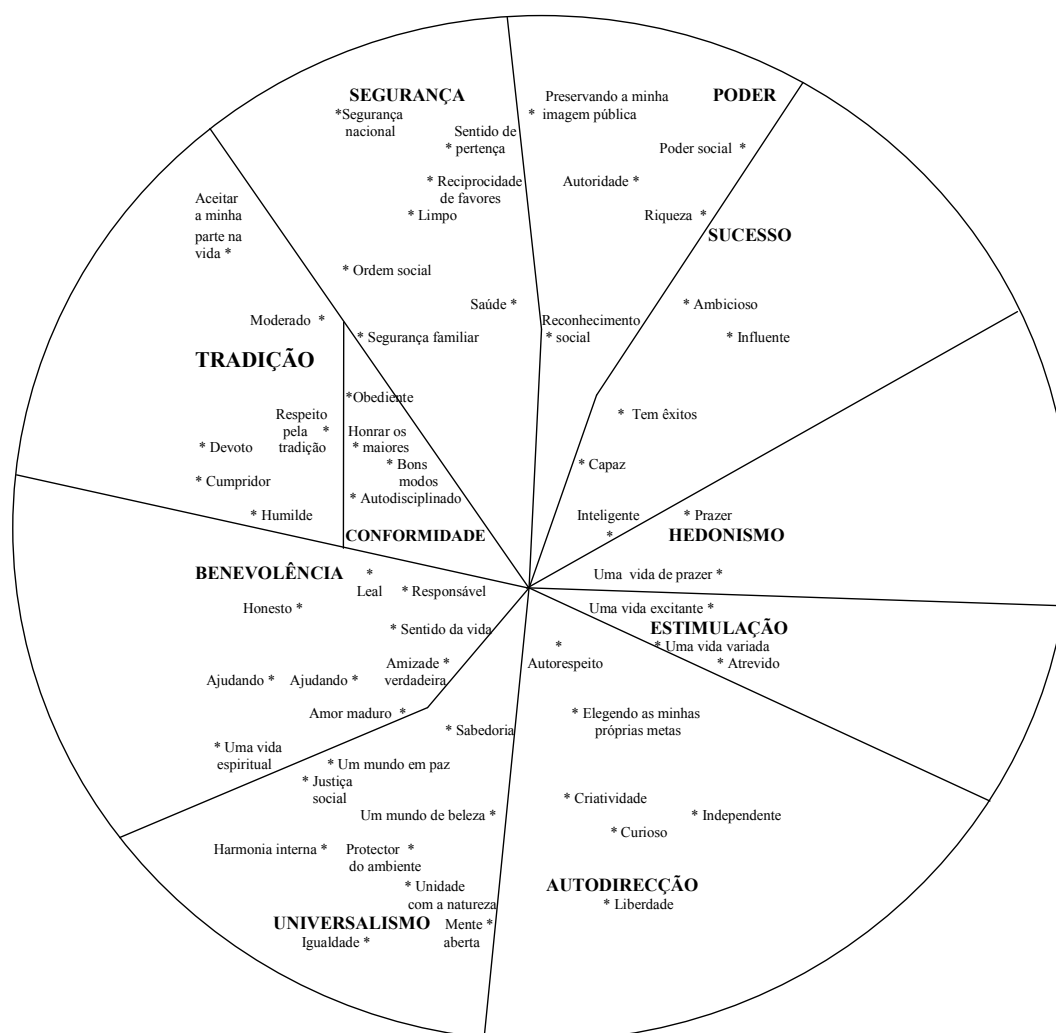 SEGURANÇA
*Segurança
nacional
Sentido de
* pertença
* Reciprocidade
de favores
* Limpo
* Ordem social
Saúde *
* Segurança familiar
Preservando a minha
* imagem pública
PODER
Poder social *
Autoridade *
Riqueza *
Reconhecimento
* social
SUCESSO
* Ambicioso
* Influente
* Tem êxitos
* Capaz
Inteligente
*
Aceitar
a minha
parte na
vida *
Moderado *
TRADIÇÃO
Respeito
pela *
tradição
* Devoto
* Cumpridor
* Humilde
*Obediente
Honrar os
* maiores
* Bons
modos
* Autodisciplinado
CONFORMIDADE
* Prazer
HEDONISMO
Uma vida de prazer *
Uma vida excitante *
ESTIMULAÇÃO
* Uma vida variada
* Atrevido
BENEVOLÊNCIA
*
Leal
* Responsável
Honesto *
* Sentido da vida
Amizade *
verdadeira
Ajudando *
Ajudando *
Amor maduro *
* Uma vida
espiritual
*
Autorespeito
* Elegendo as minhas
próprias metas
* Criatividade
* Independente
* Curioso
AUTODIRECÇÃO
* Liberdade
* Sabedoria
* Um mundo em paz
* Justiça
social
Um mundo de beleza *
Harmonia interna *
Protector *
do ambiente
* Unidade
com a natureza
UNIVERSALISMO
Mente *
aberta
Igualdade *